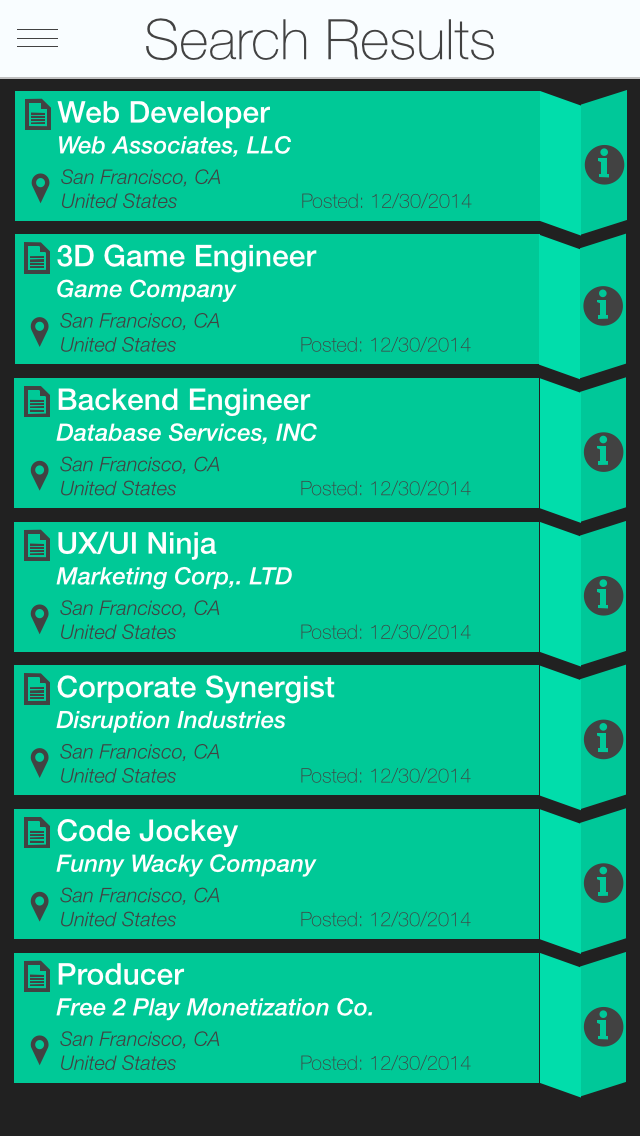 Search Results
Web Developer
Web Associates, LLC
San Francisco, CA
United States Posted: 12/30/2014
3D Game Engineer
Game Company
San Francisco, CA
United States Posted: 12/30/2014
Backend Engineer
Database Services, INC
San Francisco, CA
United States Posted: 12/30/2014
UX/UI Ninja
Marketing Corp,. LTD
San Francisco, CA
United States Posted: 12/30/2014
Corporate Synergist
Disruption Industries
San Francisco, CA
United States Posted: 12/30/2014
Code Jockey
Funny Wacky Company
San Francisco, CA
United States Posted: 12/30/2014
Producer
Free 2 Play Monetization Co.
San Francisco, CA
United States Posted: 12/30/2014